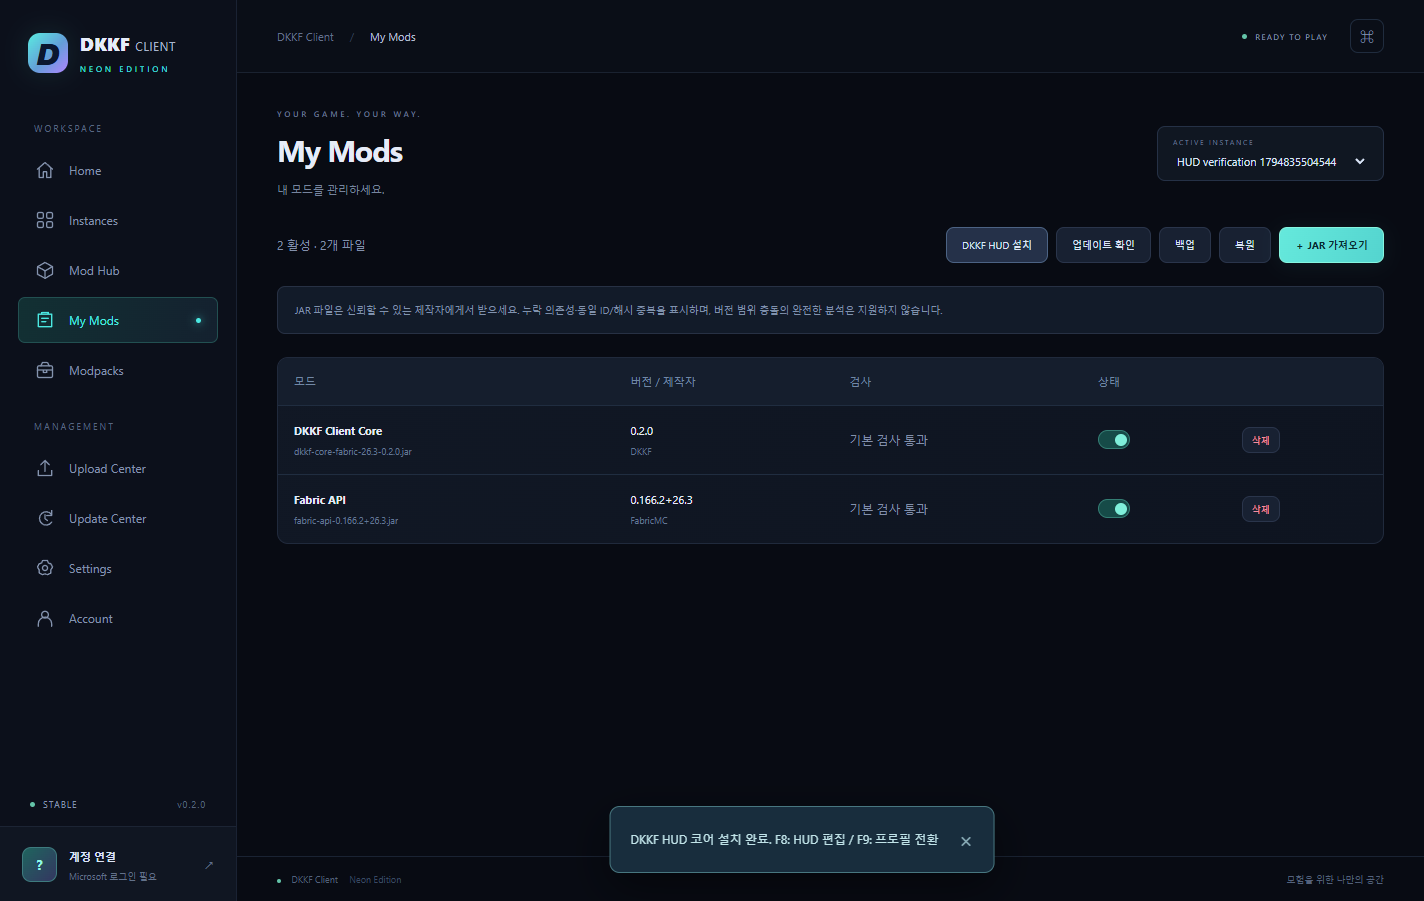 D
DKKF CLIENT
NEON EDITION
WORKSPACE
Home
Instances
Mod Hub
My Mods
Modpacks
MANAGEMENT
Upload Center
Update Center
Settings
Account
STABLE
v0.2.0
?
계정 연결
Microsoft 로그인 필요
↗
DKKF Client / My Mods
READY TO PLAY
⌘
YOUR GAME. YOUR WAY.
My Mods
내 모드를 관리하세요.
ACTIVE INSTANCE
HUD verification 1794835504544
2 활성 · 2개 파일
DKKF HUD 설치
업데이트 확인
백업
복원
+ JAR 가져오기
JAR 파일은 신뢰할 수 있는 제작자에게서 받으세요. 누락 의존성·동일 ID/해시 중복을 표시하며, 버전 범위 충돌의 완전한 분석은 지원하지 않습니다.
모드
버전 / 제작자
검사
상태
DKKF Client Core
dkkf-core-fabric-26.3-0.2.0.jar
0.2.0
DKKF
기본 검사 통과
삭제
Fabric API
fabric-api-0.166.2+26.3.jar
0.166.2+26.3
FabricMC
기본 검사 통과
삭제
DKKF HUD 코어 설치 완료. F8: HUD 편집 / F9: 프로필 전환 ×
DKKF Client Neon Edition
모험을 위한 나만의 공간